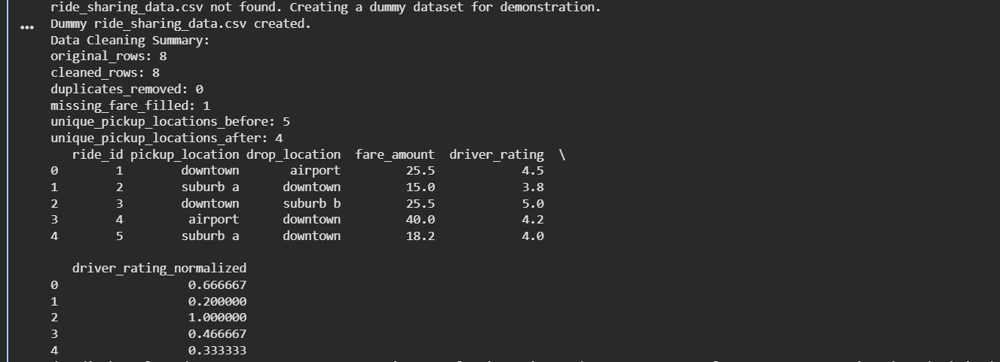 ride_sharing_data.csv not found. Creating a dummy dataset for demonstration.
... Dummy ride_sharing_data.csv created.
Data Cleaning Summary:
original_rows: 8
cleaned_rows: 8
duplicates_removed: 0
missing_fare_filled: 1
unique_pickup_locations_before: 5
unique_pickup_locations_after: 4
   ride_id pickup_location drop_location  fare_amount  driver_rating  \
0        1        downtown       airport         25.5            4.5
1        2        suburb a      downtown         15.0            3.8
2        3        downtown      suburb b         25.5            5.0
3        4         airport      downtown         40.0            4.2
4        5        suburb a      downtown         18.2            4.0
   driver_rating_normalized
0                  0.666667
1                  0.200000
2                  1.000000
3                  0.466667
4                  0.333333